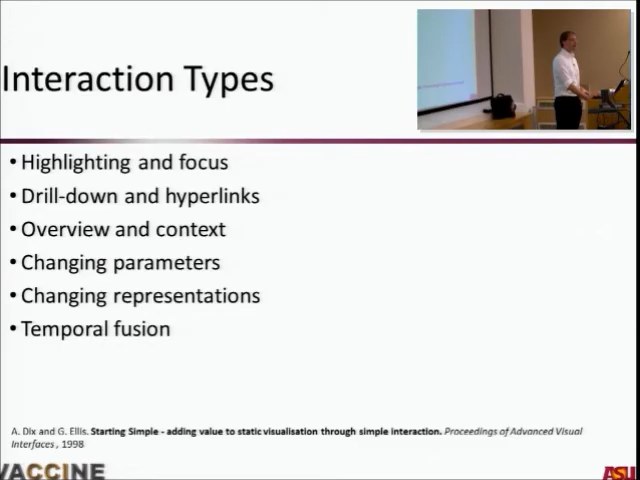 Interaction Types
• Highlighting and focus
• Drill-down and hyperlinks
• Overview and context
• Changing parameters
• Changing representations
• Temporal fusion
A. Dix and G. Ellis. Starting Simple - adding value to static visualisation through simple interaction. Proceedings of Advanced Visual
Interfaces , 1998
VACCINE
ASU